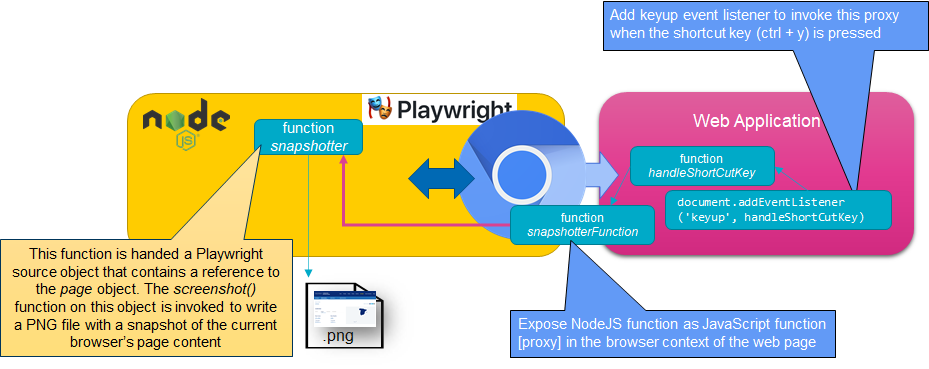 Add keyup event listener to invoke this proxy
when the shortcut key (ctrl + y) is pressed
node
JS
Playwright
Web Application
function
snapshotter
function
handleShortCutKey
document.addEventListener
('keyup', handleShortCutKey)
function
snapshotterFunction
This function is handed a Playwright
source object that contains a reference to
the page object. The screenshot()
function on this object is invoked to write
a PNG file with a snapshot of the current
browser's page content
.png
Expose NodeJS function as JavaScript function
[proxy] in the browser context of the web page